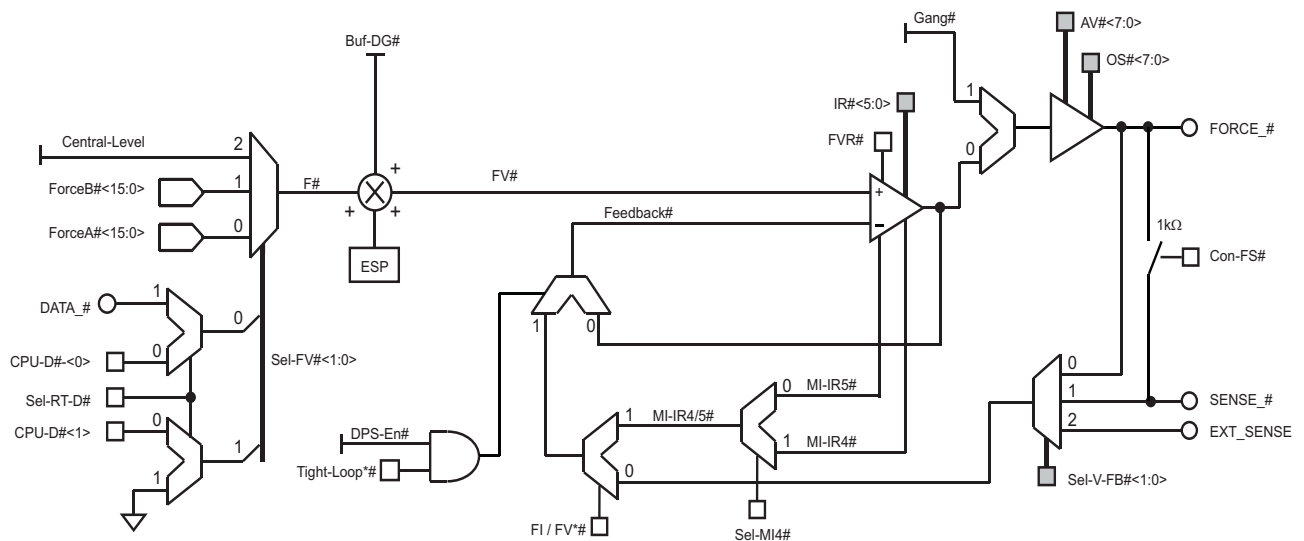 Gang#
AV#<7:0>
OS#<7:0>
Buf-DG#
IR#<5:0>
FVR#
1
0
FORCE_#
Central-Level
2
ForceB#<15:0>
1
ForceA#<15:0>
0
F#
+
+
+
ESP
FV#
+
-
Feedback#
1kΩ
Con-FS#
1
0
DATA_#
1
0
CPU-D#-<0>
0
Sel-FV#<1:0>
Sel-RT-D#
CPU-D#<1>
0
1
1
DPS-En#
Tight-Loop*#
1
MI-IR4/5#
0
0
MI-IR5#
1
MI-IR4#
FI / FV*#
Sel-MI4#
0
1
2
SENSE_#
EXT_SENSE
Sel-V-FB#<1:0>